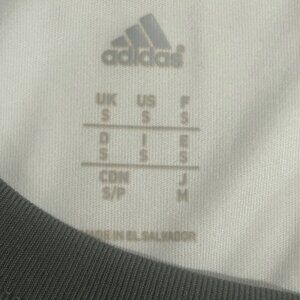 adidas
UK US F
S S S
D I E
S S S
CDN J
S/P M
MADE IN EL SALVADOR